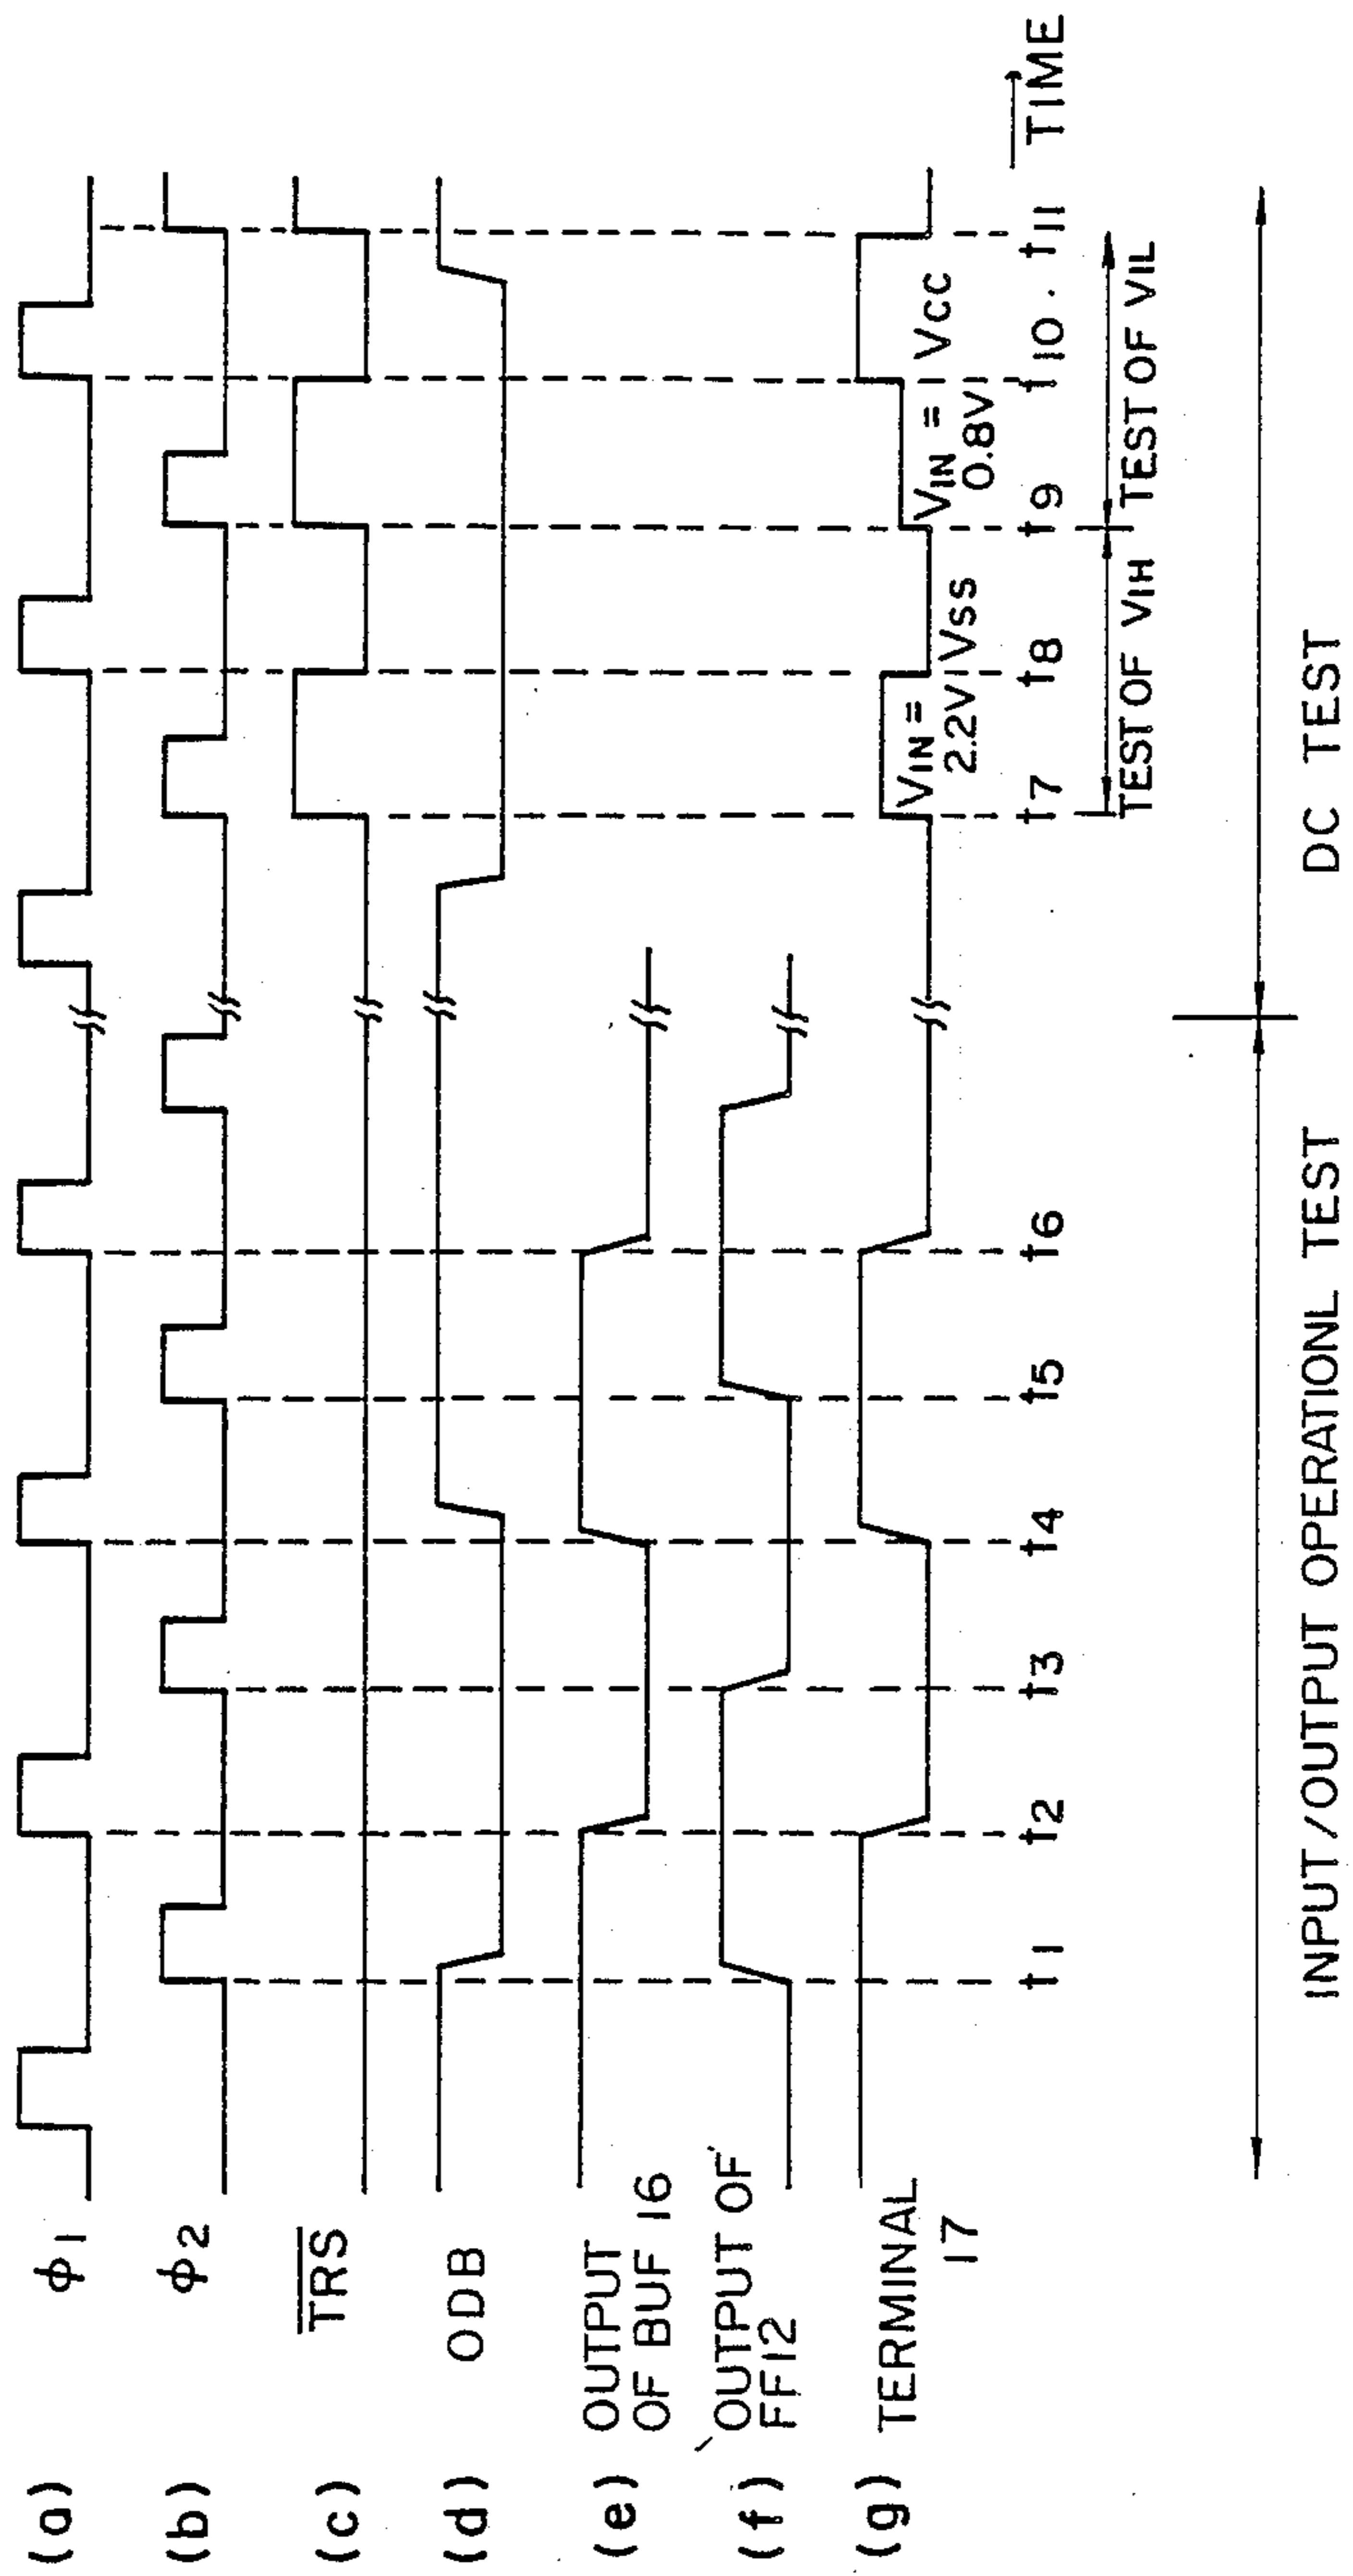 (a) φ1
(b) φ2
(c) TRS
(d) ODB
(e) OUTPUT
OF BUF 16
(f) OUTPUT OF
FF12
(g) TERMINAL
17
VIN =
2.2V
VSS
VIN =
0.8V
VCC
t1 t2 t3 t4 t5 t6 t7 t8 t9 t10 t11
TIME
TEST OF VIH TEST OF VIL
INPUT/OUTPUT OPERATIONL TEST DC TEST